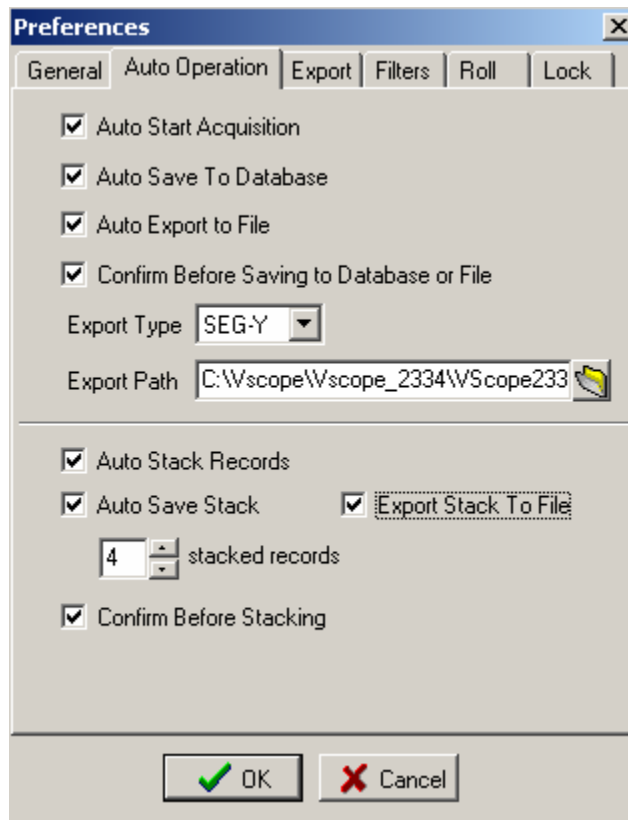 Preferences
General Auto Operation Export Filters Roll Lock
Auto Start Acquisition
Auto Save To Database
Auto Export to File
Confirm Before Saving to Database or File
Export Type SEG-Y
Export Path C:\Vscope\Vscope_2334\VScope233
Auto Stack Records
Auto Save Stack Export Stack To File
4 stacked records
Confirm Before Stacking
OK Cancel